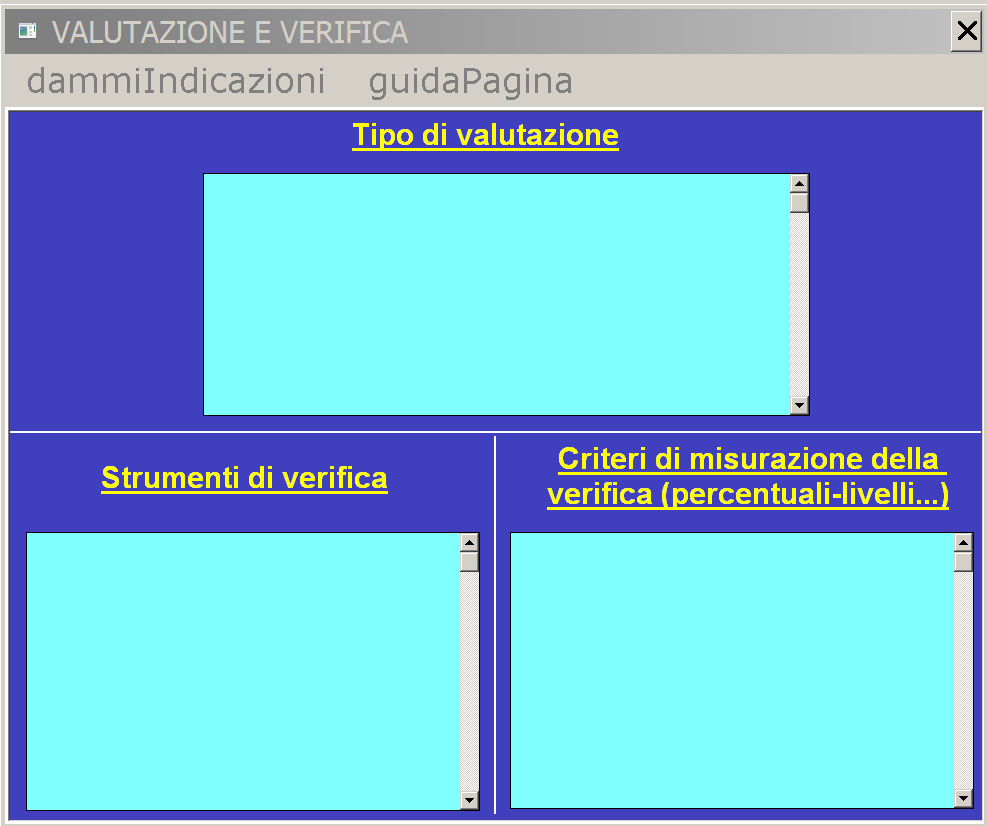 VALUTAZIONE E VERIFICA
dammiIndicazioni guidaPagina
Tipo di valutazione
Strumenti di verifica
Criteri di misurazione della
verifica (percentuali-livelli...)